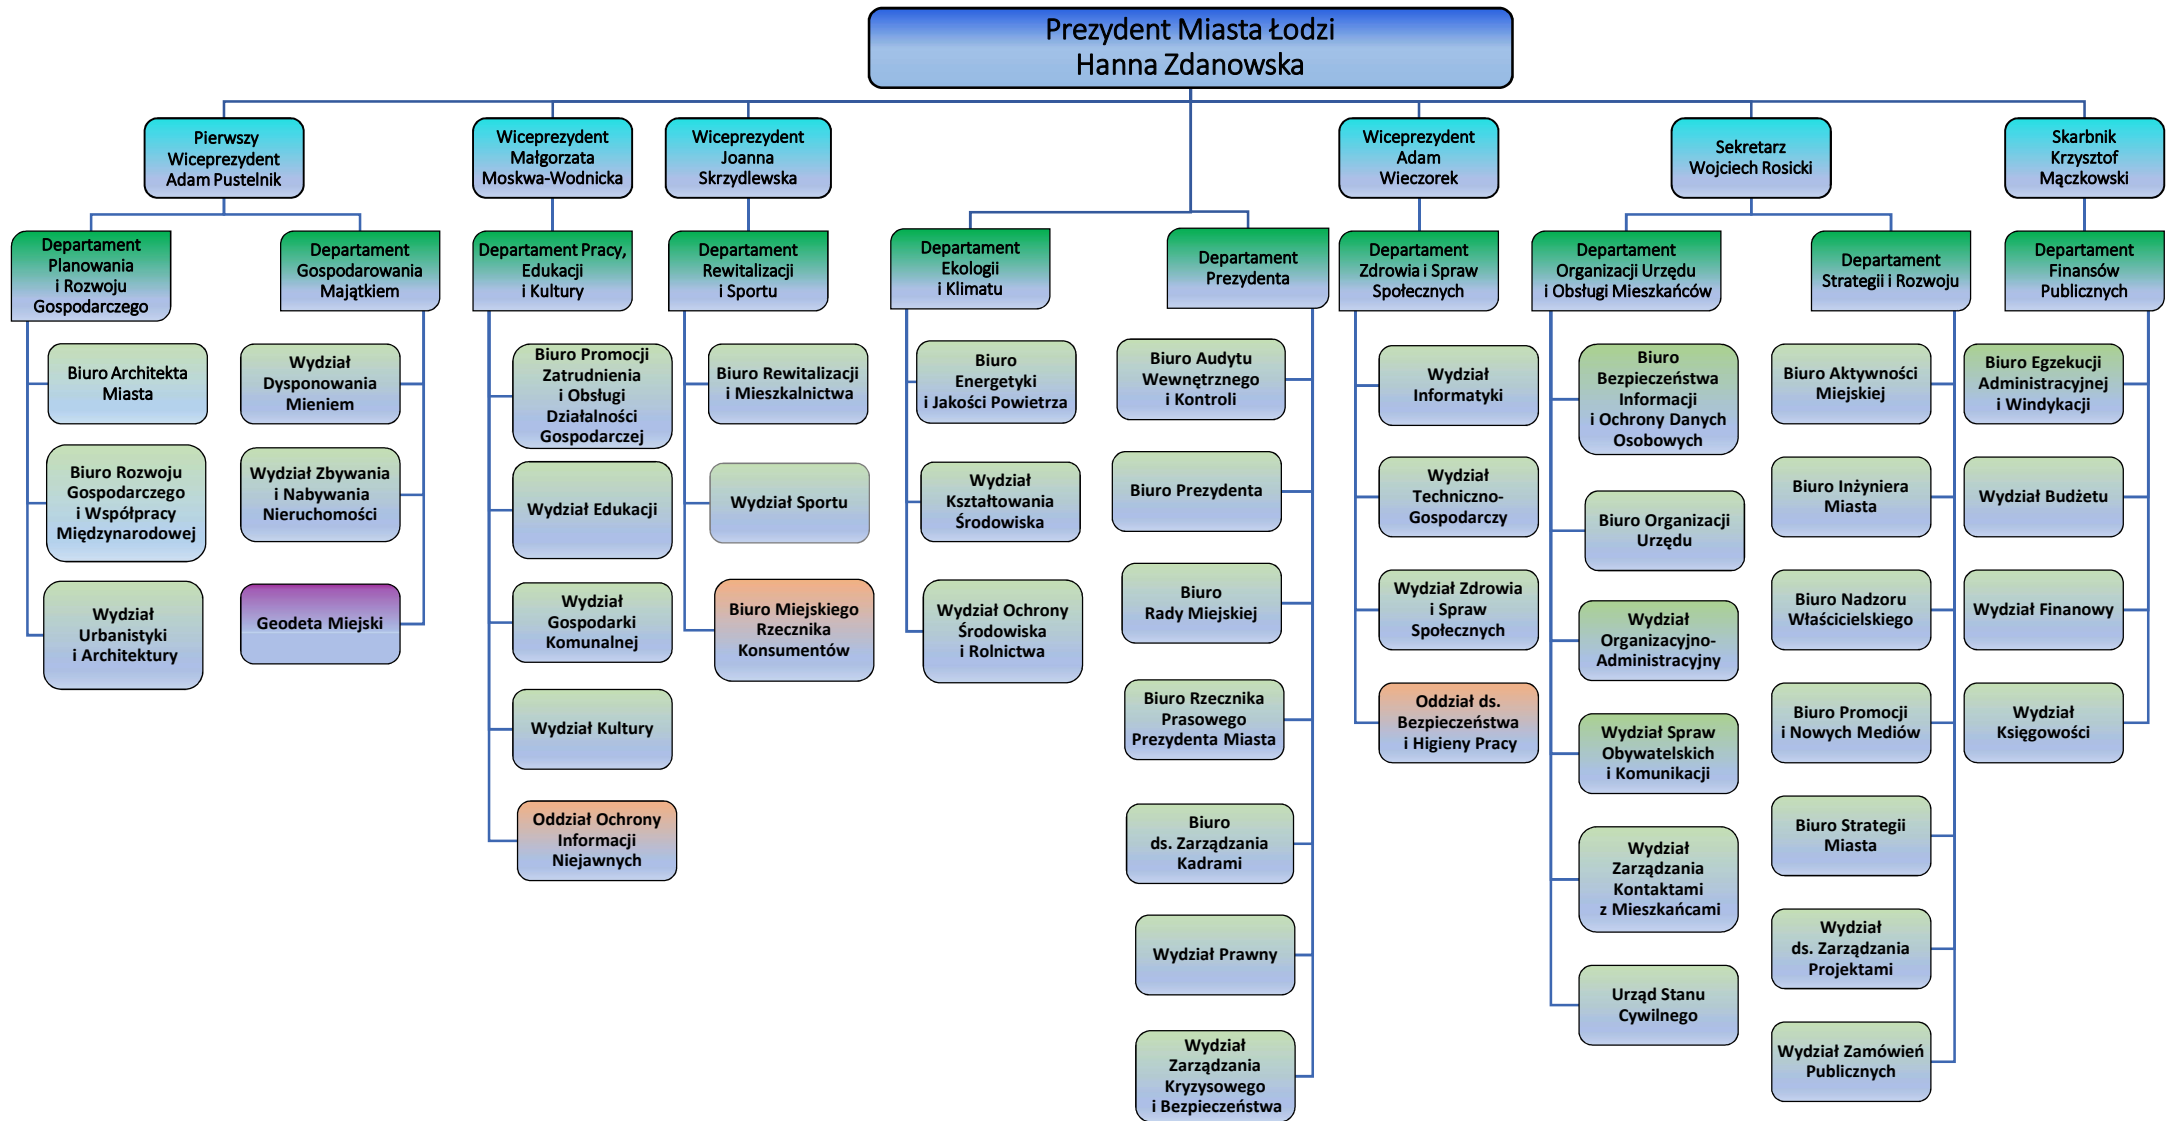 Prezydent Miasta Łodzi
Hanna Zdanowska
Pierwszy
Wiceprezydent
Adam Pustelnik
Wiceprezydent
Małgorzata
Moskwa-Wodnicka
Wiceprezydent
Joanna
Skrzydlewska
Wiceprezydent
Adam
Wieczorek
Sekretarz
Wojciech Rosicki
Skarbnik
Krzysztof
Mączkowski
Departament
Planowania
i Rozwoju
Gospodarczego
Departament
Gospodarowania
Majątkiem
Departament Pracy,
Edukacji
i Kultury
Departament
Rewitalizacji
i Sportu
Departament
Ekologii
i Klimatu
Departament
Prezydenta
Departament
Zdrowia i Spraw
Społecznych
Departament
Organizacji Urzędu
i Obsługi Mieszkańców
Departament
Strategii i Rozwoju
Departament
Finansów
Publicznych
Biuro Architekta
Miasta
Biuro Rozwoju
Gospodarczego
i Współpracy
Międzynarodowej
Wydział
Urbanistyki
i Architektury
Wydział
Dysponowania
Mieniem
Wydział Zbywania
i Nabywania
Nieruchomości
Geodeta Miejski
Biuro Promocji
Zatrudnienia
i Obsługi
Działalności
Gospodarczej
Wydział Edukacji
Wydział
Gospodarki
Komunalnej
Wydział Kultury
Oddział Ochrony
Informacji
Niejawnych
Biuro Rewitalizacji
i Mieszkalnictwa
Wydział Sportu
Biuro Miejskiego
Rzecznika
Konsumentów
Biuro
Energetyki
i Jakości Powietrza
Wydział
Kształtowania
Środowiska
Wydział Ochrony
Środowiska
i Rolnictwa
Biuro Audytu
Wewnętrznego
i Kontroli
Biuro Prezydenta
Biuro
Rady Miejskiej
Biuro Rzecznika
Prasowego
Prezydenta Miasta
Biuro
ds. Zarządzania
Kadrami
Wydział Prawny
Wydział
Zarządzania
Kryzysowego
i Bezpieczeństwa
Wydział
Informatyki
Wydział
Techniczno-
Gospodarczy
Wydział Zdrowia
i Spraw
Społecznych
Oddział ds.
Bezpieczeństwa
i Higieny Pracy
Biuro
Bezpieczeństwa
Informacji
i Ochrony Danych
Osobowych
Biuro Organizacji
Urzędu
Wydział
Organizacyjno-
Administracyjny
Wydział Spraw
Obywatelskich
i Komunikacji
Wydział
Zarządzania
Kontaktami
z Mieszkańcami
Urząd Stanu
Cywilnego
Biuro Aktywności
Miejskiej
Biuro Inżyniera
Miasta
Biuro Nadzoru
Właścicielskiego
Biuro Promocji
i Nowych Mediów
Biuro Strategii
Miasta
Wydział
ds. Zarządzania
Projektami
Wydział Zamówień
Publicznych
Biuro Egzekucji
Administracyjnej
i Windykacji
Wydział Budżetu
Wydział Finansowy
Wydział
Księgowości